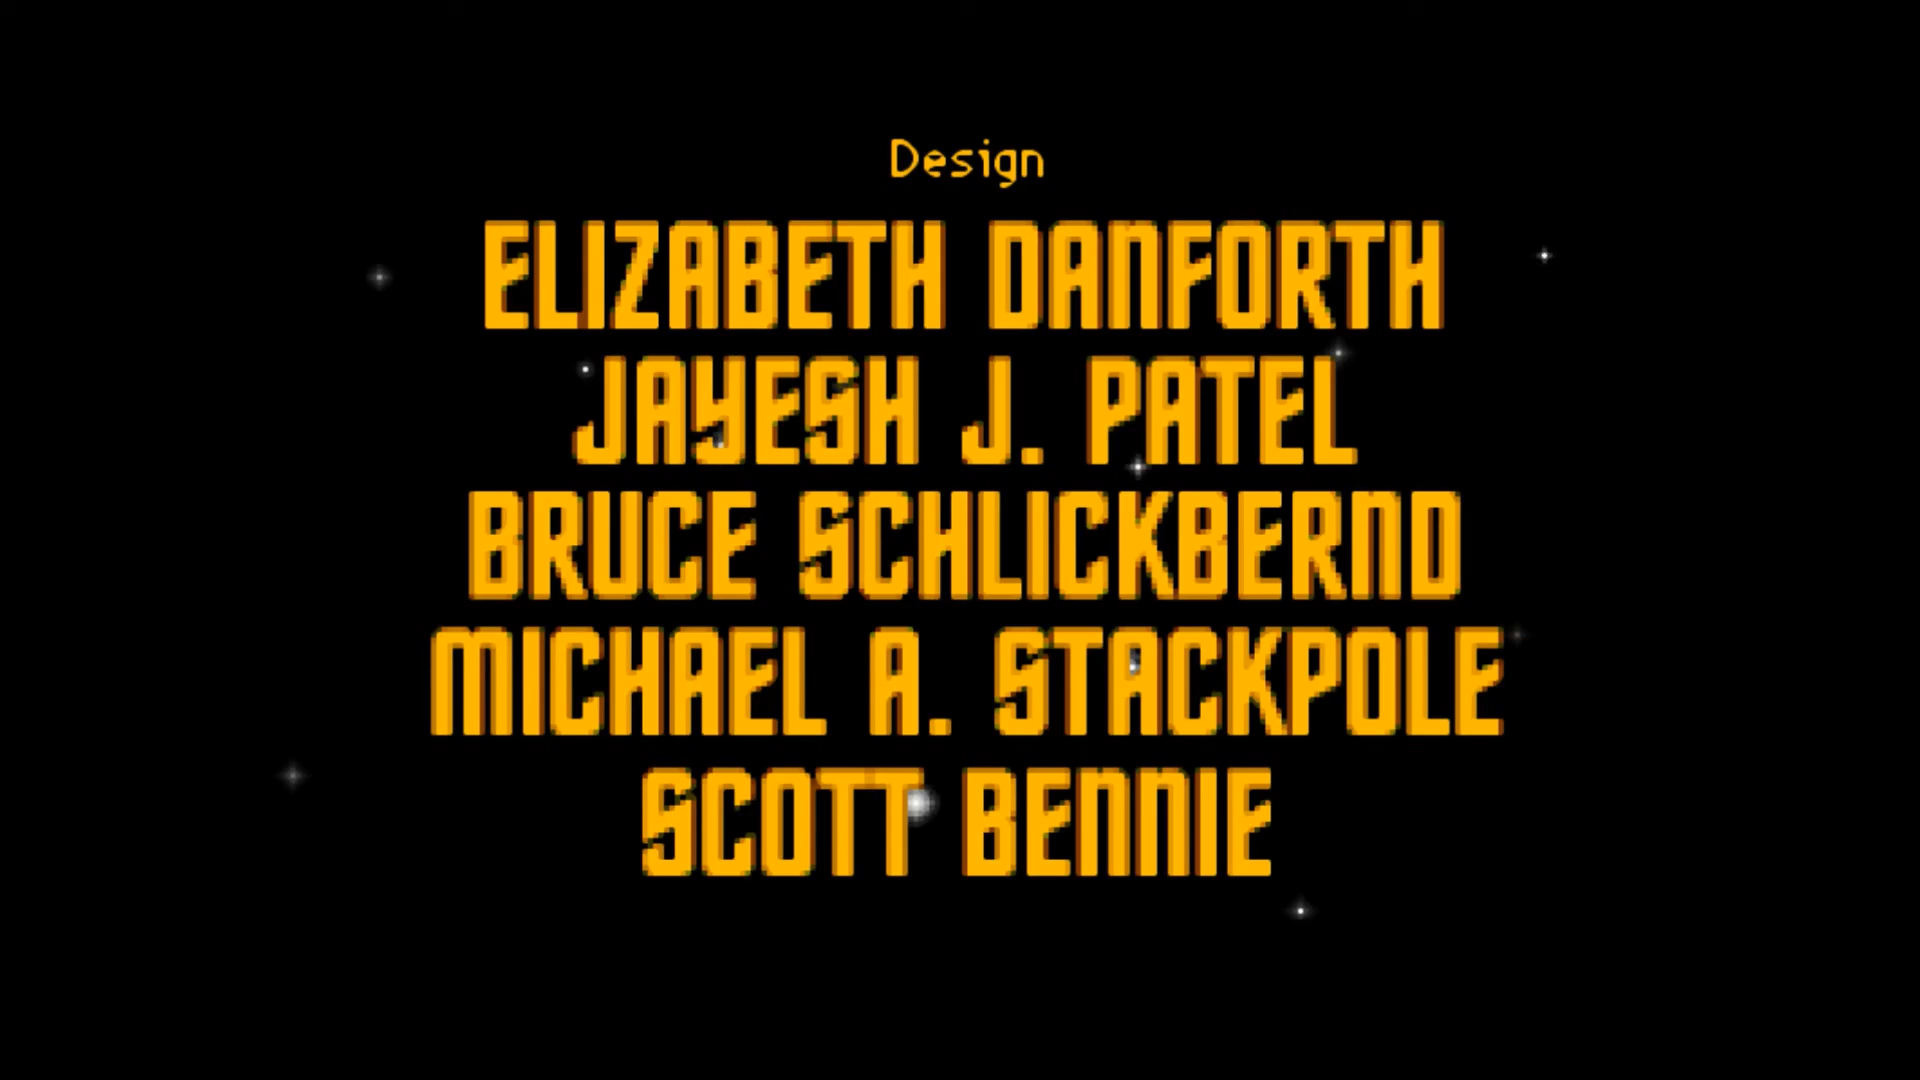 Design
ELIZABETH DANFORTH
JAYESH J. PATEL
BRUCE SCHLICKBERND
MICHAEL A. STACKPOLE
SCOTT BENNIE